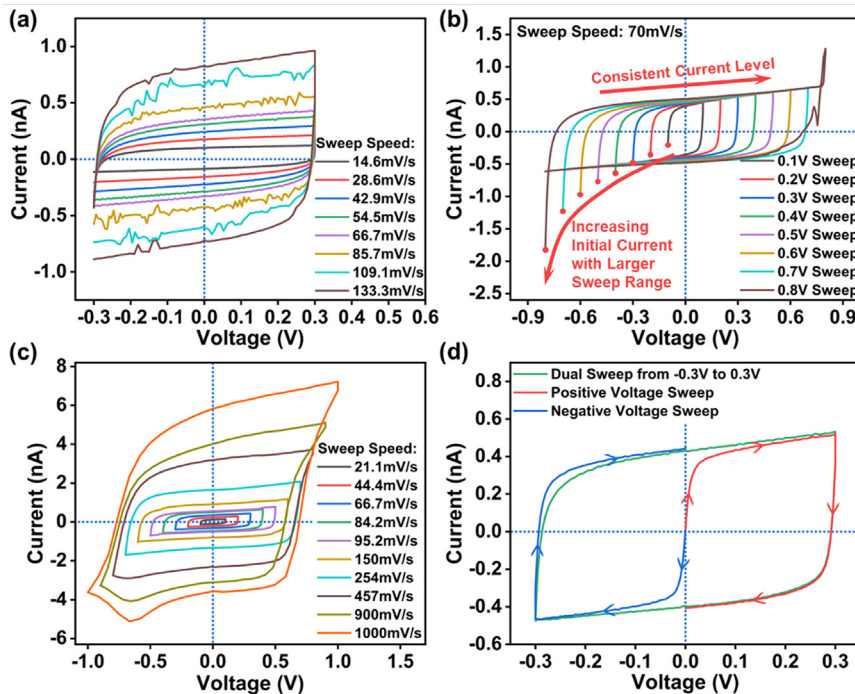 (a)
Current (nA)
1.0
0.5
0.0
-0.5
-1.0
-0.3 -0.15 0.0 0.15 0.3 0.45 0.6
Voltage (V)
Sweep Speed:
14.6mV/s
28.6mV/s
42.9mV/s
54.5mV/s
66.7mV/s
85.7mV/s
109.1mV/s
133.3mV/s
(b)
Current (nA)
1.5
1.0
0.5
0.0
-0.5
-1.0
-1.5
-2.0
-2.5
-0.9 -0.6 -0.3 0.0 0.3 0.6 0.9
Voltage (V)
Sweep Speed: 70mV/s
Consistent Current Level
Increasing
Initial Current
with Larger
Sweep Range
0.1V Sweep
0.2V Sweep
0.3V Sweep
0.4V Sweep
0.5V Sweep
0.6V Sweep
0.7V Sweep
0.8V Sweep
(c)
Current (nA)
8
6
4
2
0
-2
-4
-6
-1.0 -0.5 0.0 0.5 1.0 1.5
Voltage (V)
Sweep Speed:
21.1mV/s
44.4mV/s
66.7mV/s
84.2mV/s
95.2mV/s
150mV/s
254mV/s
457mV/s
900mV/s
1000mV/s
(d)
Current (nA)
0.8
0.6
0.4
0.2
0.0
-0.2
-0.4
-0.6
-0.3 -0.2 -0.1 0.0 0.1 0.2 0.3
Voltage (V)
Dual Sweep from -0.3V to 0.3V
Positive Voltage Sweep
Negative Voltage Sweep